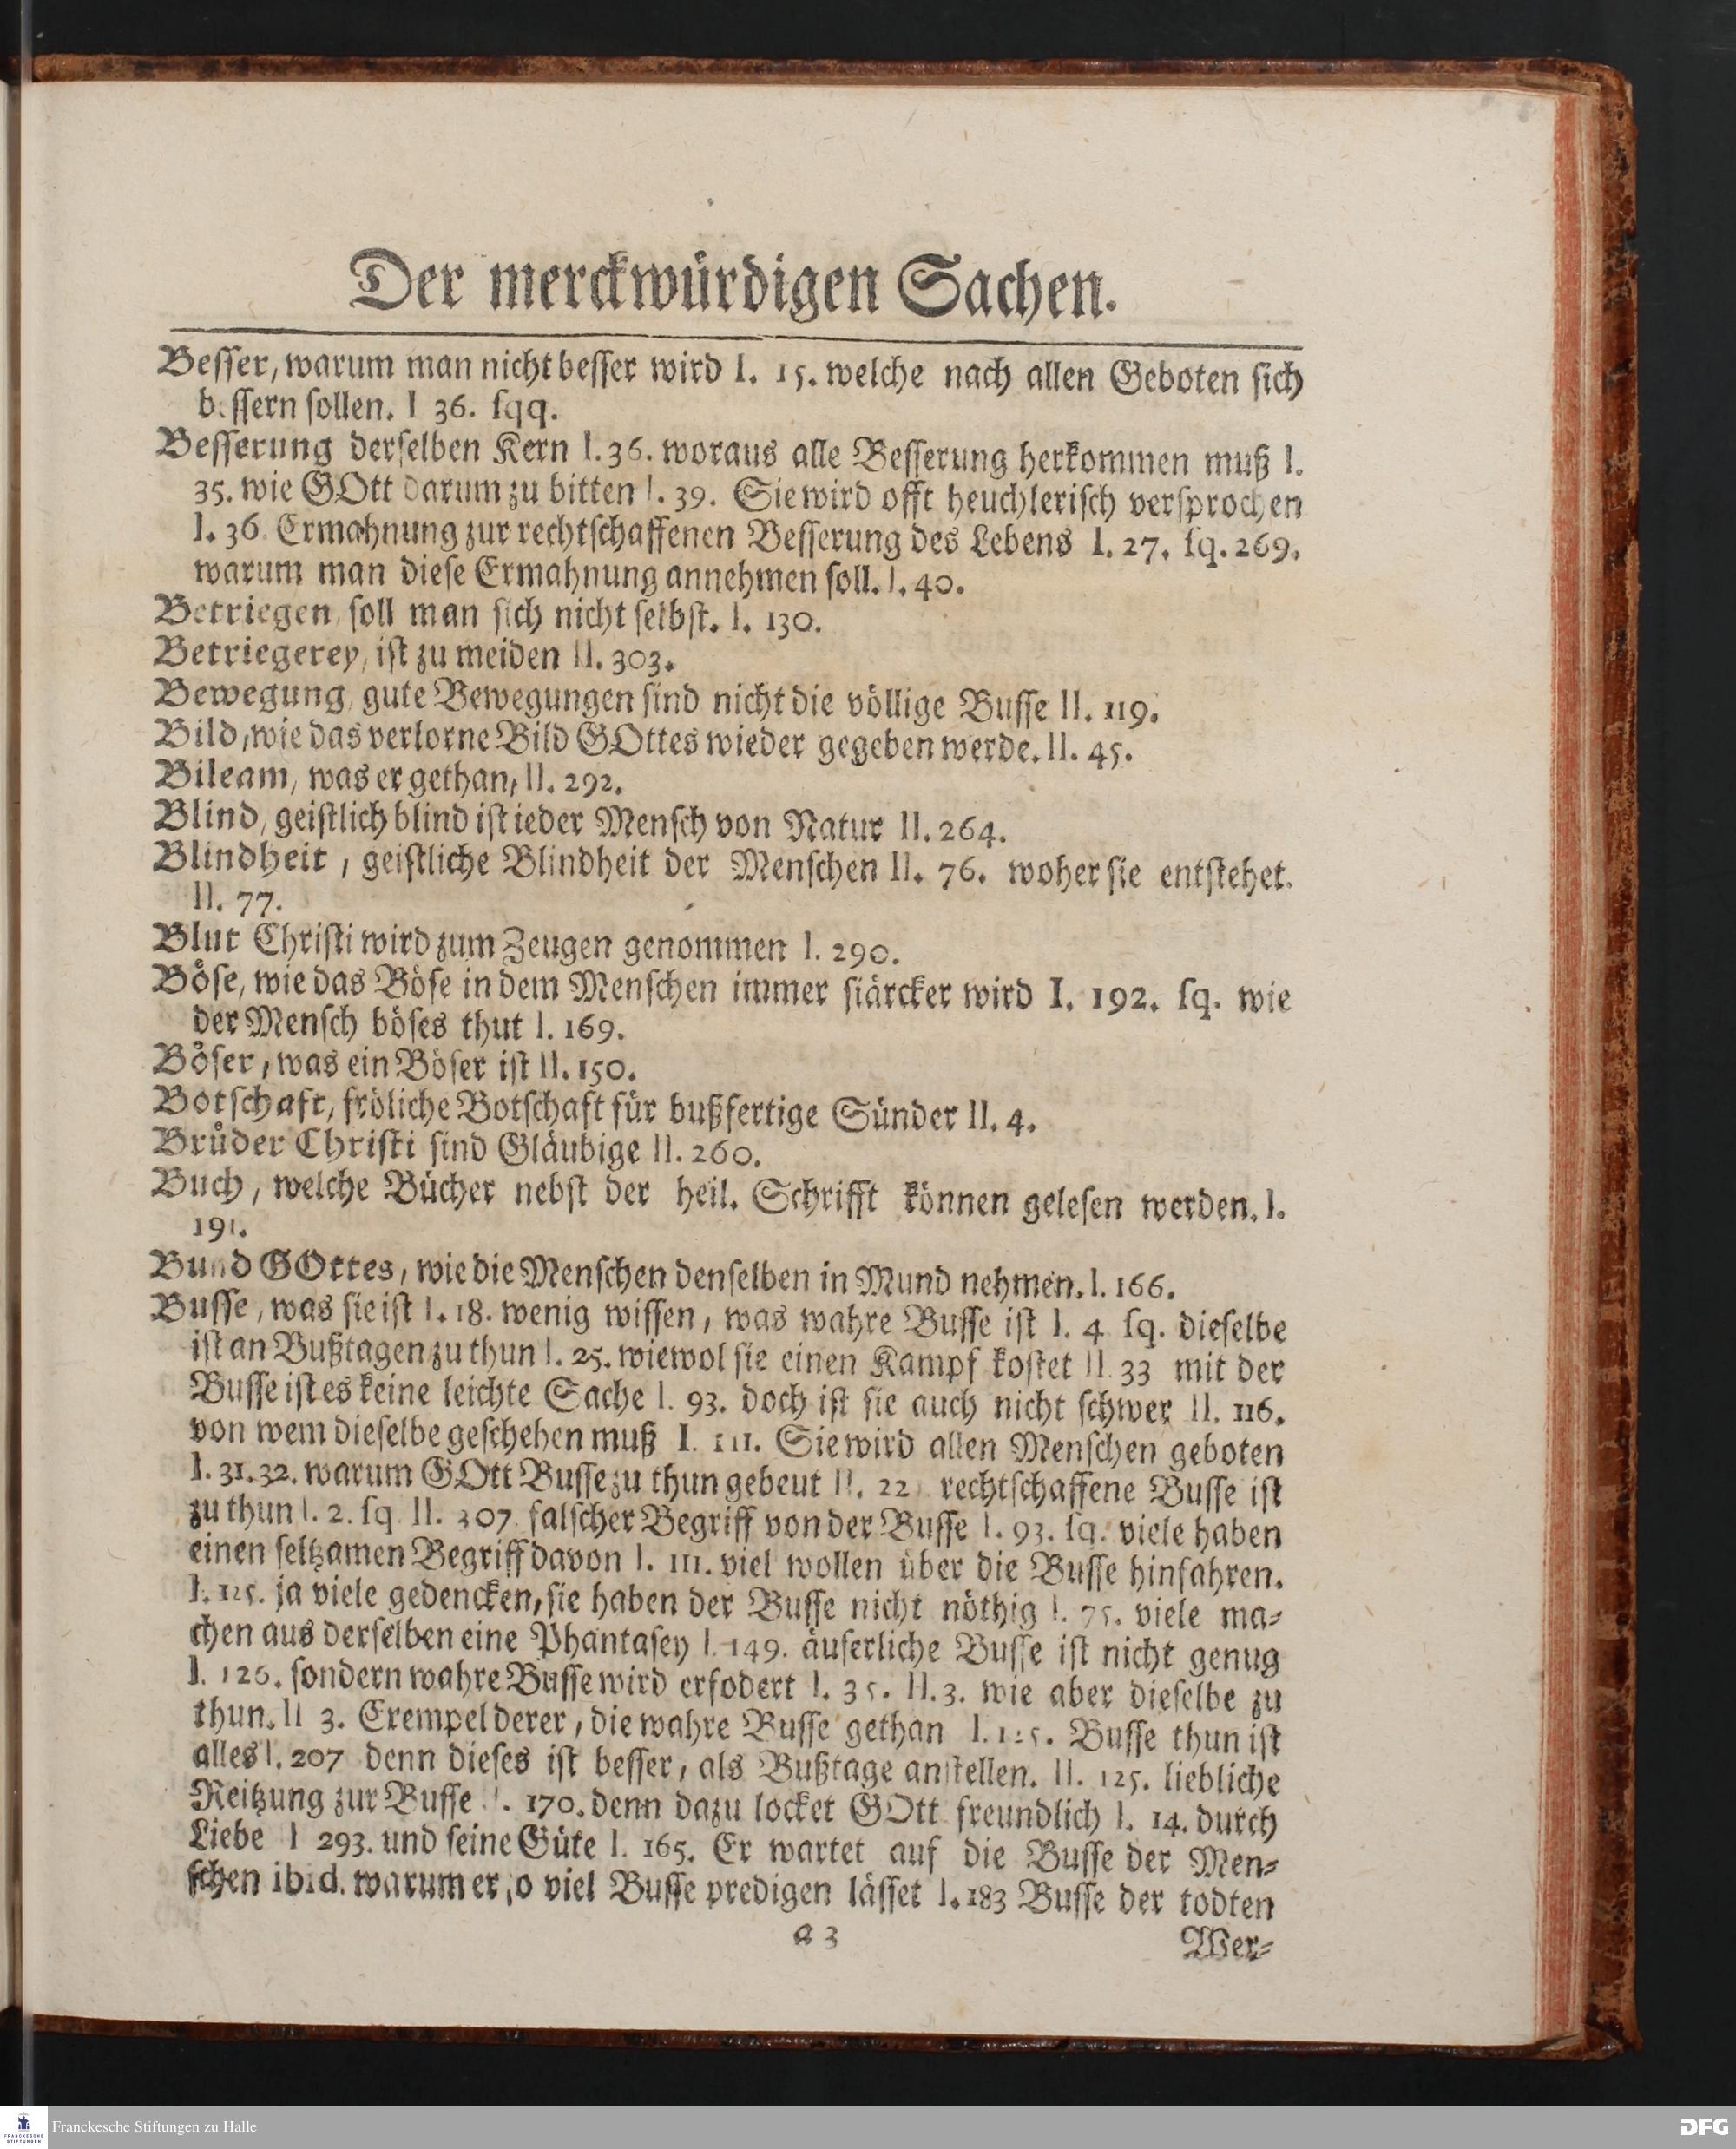 Der merckwürdigen Sachen.
Besser, warum man nicht besser wird I. 15. welche nach allen Geboten sich
bessern sollen. I 36. sqq.
Besserung derselben Kern I. 36. woraus alle Besserung herkommen muß I.
35. wie GOtt darum zu bitten I. 39. Sie wird offt heuchlerisch versprochen
I. 36. Ermahnung zur rechtschaffenen Besserung des Lebens I. 27. sq. 269.
warum man diese Ermahnung annehmen soll. I. 40.
Betriegen, soll man sich nicht selbst. I. 130.
Betriegerey, ist zu meiden II. 303.
Bewegung, gute Bewegungen sind nicht die völlige Busse II. 119.
Bild, wie das verlorne Bild GOttes wieder gegeben werde. II. 45.
Bileam, was er gethan, II. 292.
Blind, geistlich blind ist ieder Mensch von Natur II. 264.
Blindheit, geistliche Blindheit der Menschen II. 76. woher sie entstehet.
II. 77.
Blut Christi wird zum Zeugen genommen I. 290.
Böse, wie das Böse in dem Menschen immer stärcker wird I. 192. sq. wie
der Mensch böses thut I. 169.
Böser, was ein Böser ist II. 150.
Botschaft, fröliche Botschaft für bußfertige Sünder II. 4.
Brüder Christi sind Gläubige II. 260.
Buch, welche Bücher nebst der heil. Schrifft können gelesen werden. I.
191.
Bund GOttes, wie die Menschen denselben in Mund nehmen. I. 166.
Busse, was sie ist I. 18. wenig wissen, was wahre Busse ist I. 4 sq. dieselbe
ist an Bußtagen zu thun I. 25. wiewol sie einen Kampf kostet II. 33 mit der
Busse ist es keine leichte Sache I. 93. doch ist sie auch nicht schwer II. 116.
von wem dieselbe geschehen muß I. 111. Sie wird allen Menschen geboten
I. 31. 32. warum GOtt Busse zu thun gebeut II. 22 rechtschaffene Busse ist
zu thun I. 2. sq. II. 307 falscher Begriff von der Busse I. 93. sq. viele haben
einen seltzamen Begriff davon I. 111. viel wollen über die Busse hinfahren.
I. 125. ja viele gedencken, sie haben der Busse nicht nöthig I. 75. viele ma-
chen aus derselben eine Phantasey I. 149. äuserliche Busse ist nicht genug
I. 126. sondern wahre Busse wird erfodert I. 35. II. 3. wie aber dieselbe zu
thun. II 3. Exempel derer, die wahre Busse gethan I. Busse thun ist
alles I. 207 denn dieses ist besser, als Bußtage anstellen. II. 125. liebliche
Reitzung zur Busse I. 170. denn dazu locket GOtt freundlich I. 14. durch
Liebe I 293. und seine Güte I. 165. Er wartet auf die Busse der Men-
schen ibid. warum er so viel Busse predigen lässet I. 183 Busse der todten
a 3
Wer-
Franckesche Stiftungen zu Halle
FRANCKESCHE STIFTUNGEN
DFG